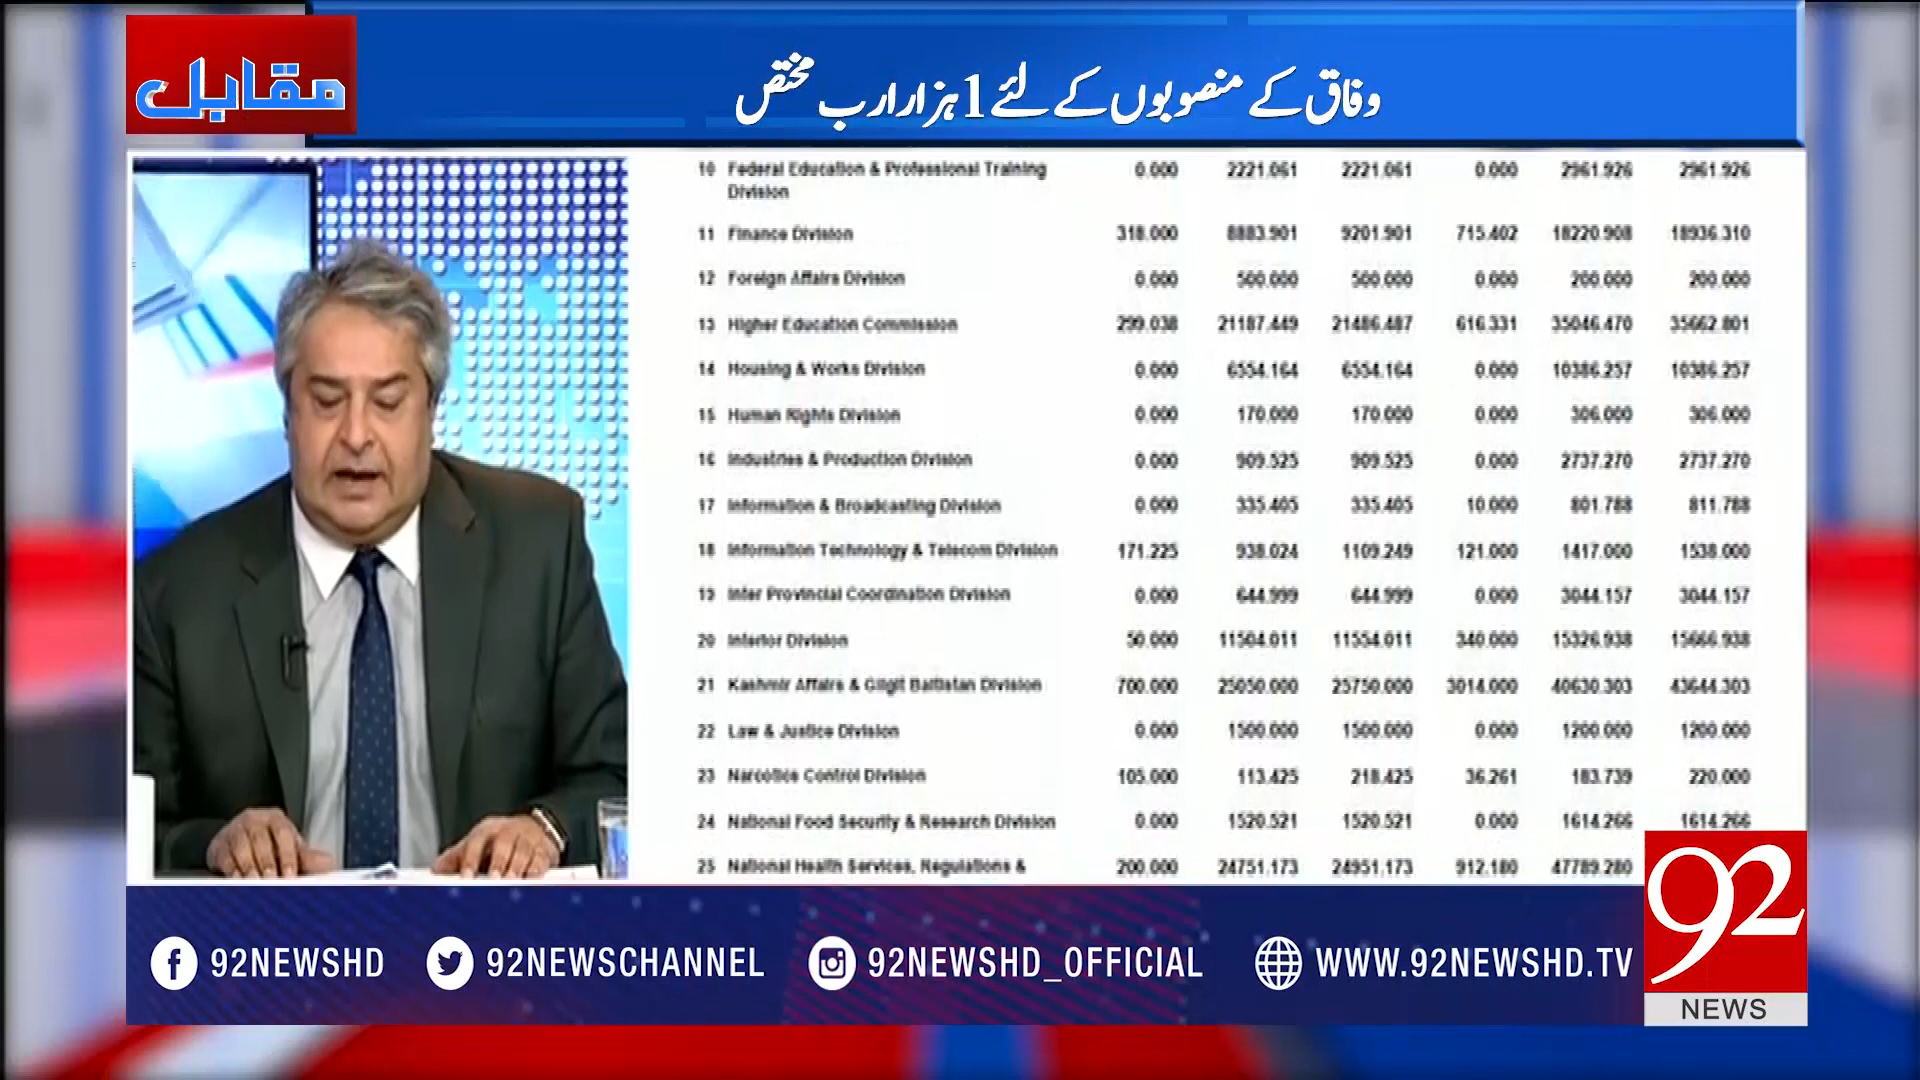 مقابل
وفاق کے منصوبوں کے لئے 1 ہزار ارب مختص
10 Federal Education & Professional Training Division 0.000 2221.061 2221.061 0.000 2961.926 2961.926
11 Finance Division 318.000 8883.901 9201.901 715.402 18220.908 18936.310
12 Foreign Affairs Division 0.000 500.000 500.000 0.000 200.000 200.000
13 Higher Education Commission 299.038 21187.449 21486.487 616.331 35046.470 35662.801
14 Housing & Works Division 0.000 6554.164 6554.164 0.000 10386.257 10386.257
15 Human Rights Division 0.000 170.000 170.000 0.000 306.000 306.000
16 Industries & Production Division 0.000 909.525 909.525 0.000 2737.270 2737.270
17 Information & Broadcasting Division 0.000 335.405 335.405 10.000 801.788 811.788
18 Information Technology & Telecom Division 171.225 938.024 1109.249 121.000 1417.000 1538.000
19 Inter Provincial Coordination Division 0.000 644.999 644.999 0.000 3044.157 3044.157
20 Interior Division 50.000 11504.011 11554.011 340.000 15326.938 15666.938
21 Kashmir Affairs & Gilgit Baltistan Division 700.000 25050.000 25750.000 3014.000 40630.303 43644.303
22 Law & Justice Division 0.000 1500.000 1500.000 0.000 1200.000 1200.000
23 Narcotics Control Division 105.000 113.425 218.425 36.261 183.739 220.000
24 National Food Security & Research Division 0.000 1520.521 1520.521 0.000 1614.266 1614.266
25 National Health Services, Regulations & 200.000 24751.173 24951.173 912.180 47789.280
92NEWSHD 92NEWSCHANNEL 92NEWSHD_OFFICIAL WWW.92NEWSHD.TV
92
NEWS